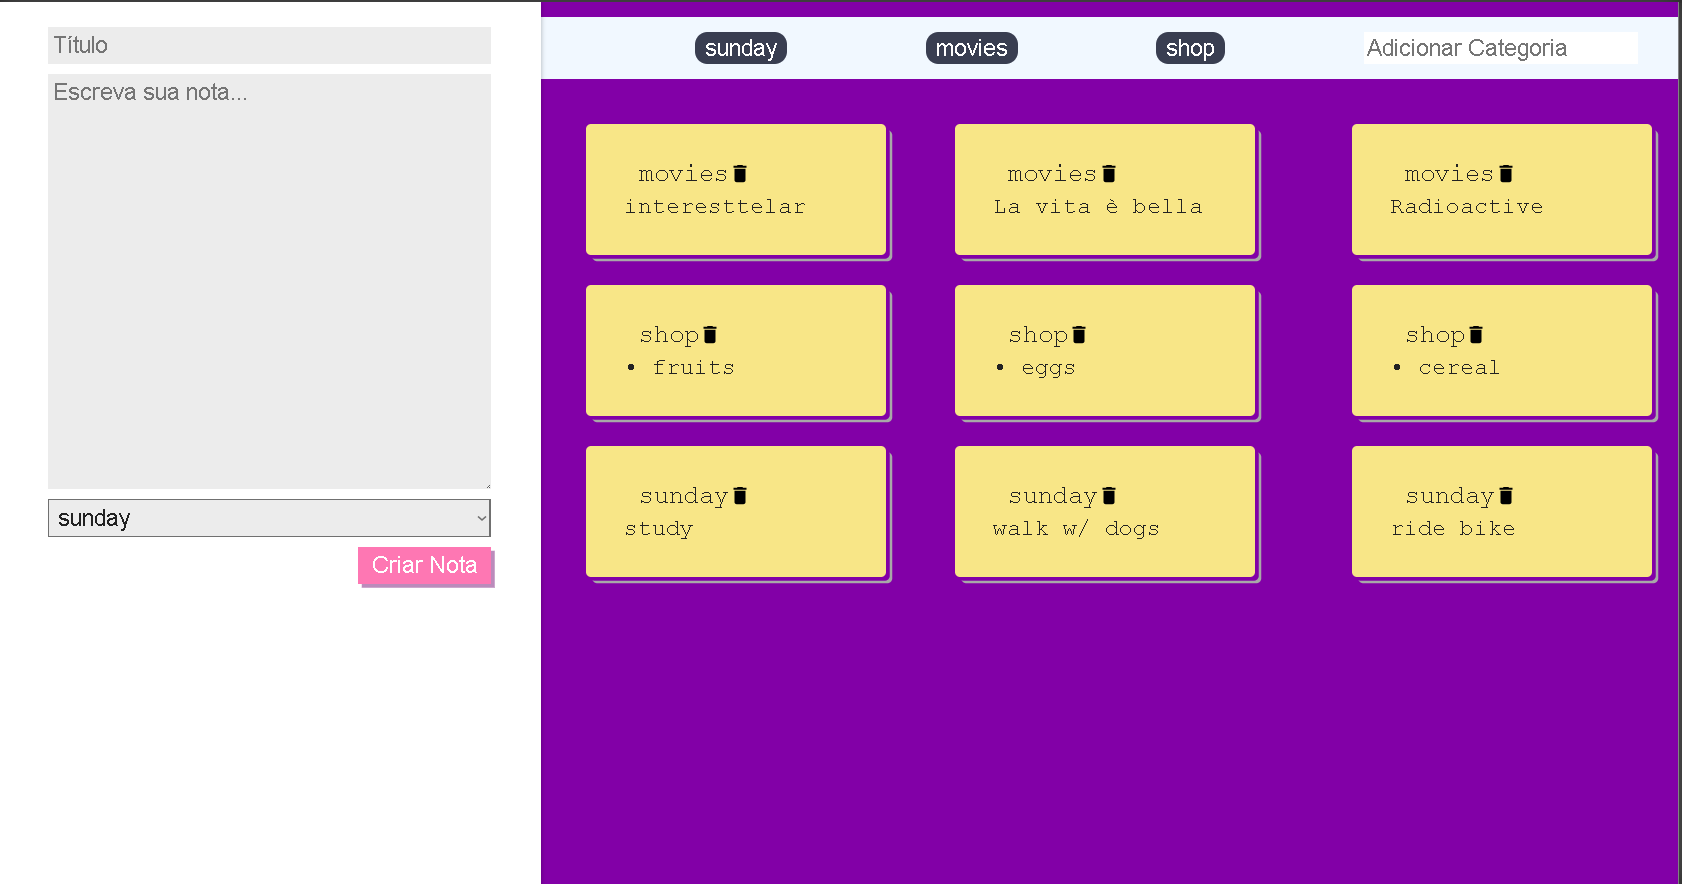 Título
Escreva sua nota...
sunday
Criar Nota
sunday movies shop Adicionar Categoria
movies
interesttelar
movies
La vita è bella
movies
Radioactive
shop
• fruits
shop
• eggs
shop
• cereal
sunday
study
sunday
walk w/ dogs
sunday
ride bike